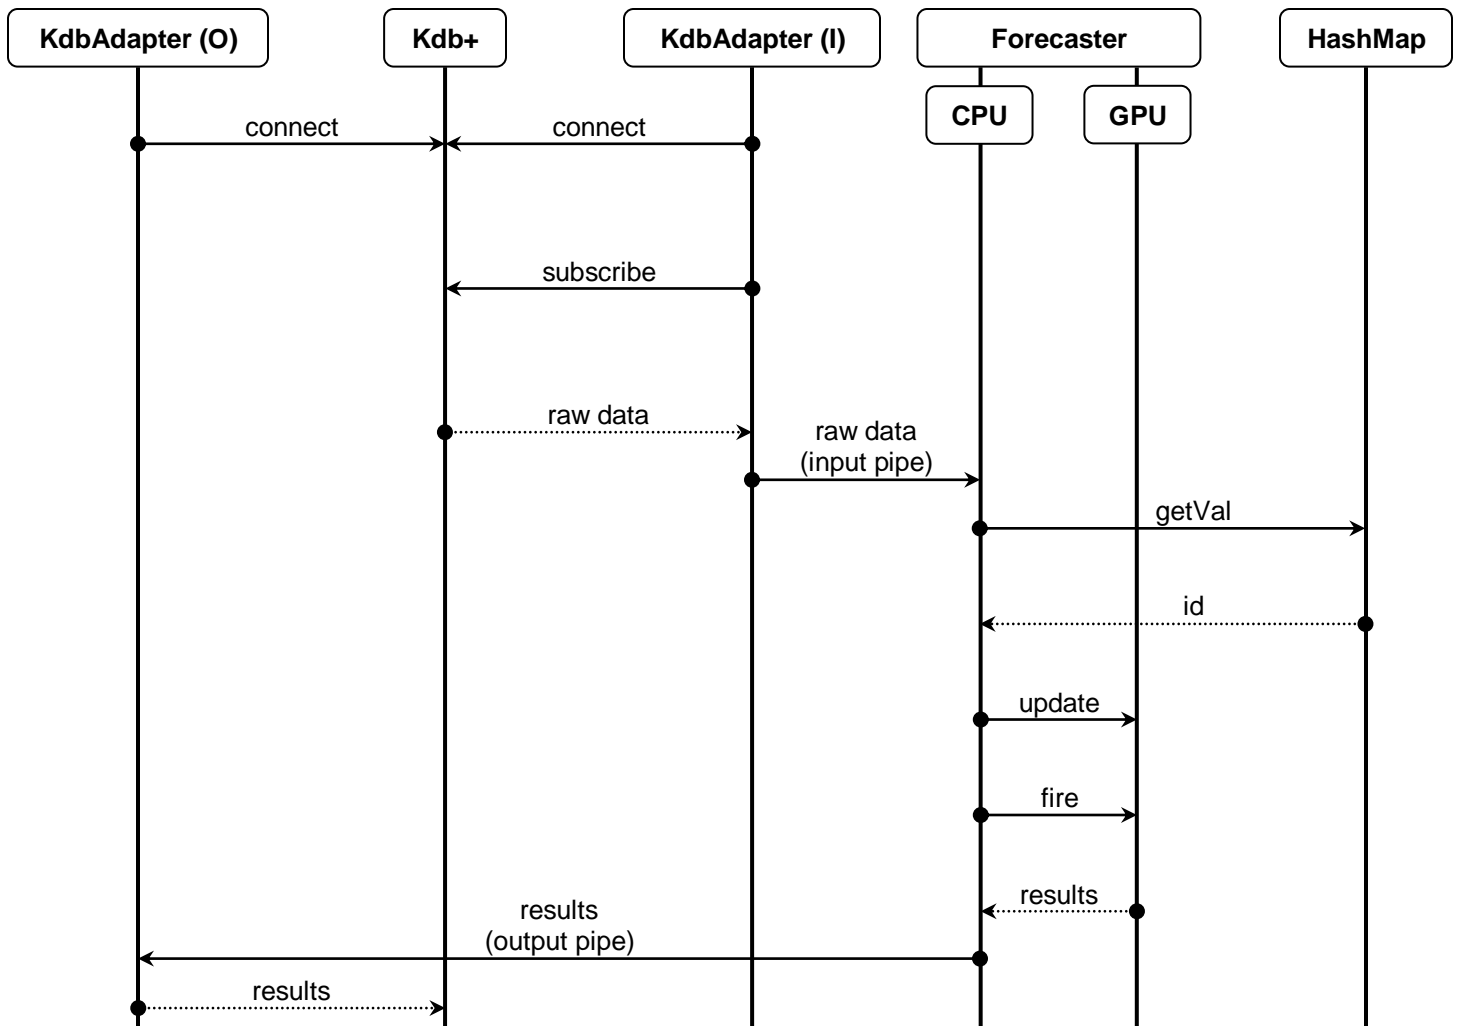 KdbAdapter (O)
Kdb+
KdbAdapter (I)
Forecaster
HashMap
CPU
GPU
connect
connect
subscribe
raw data
raw data
(input pipe)
getVal
id
update
fire
results
results
(output pipe)
results